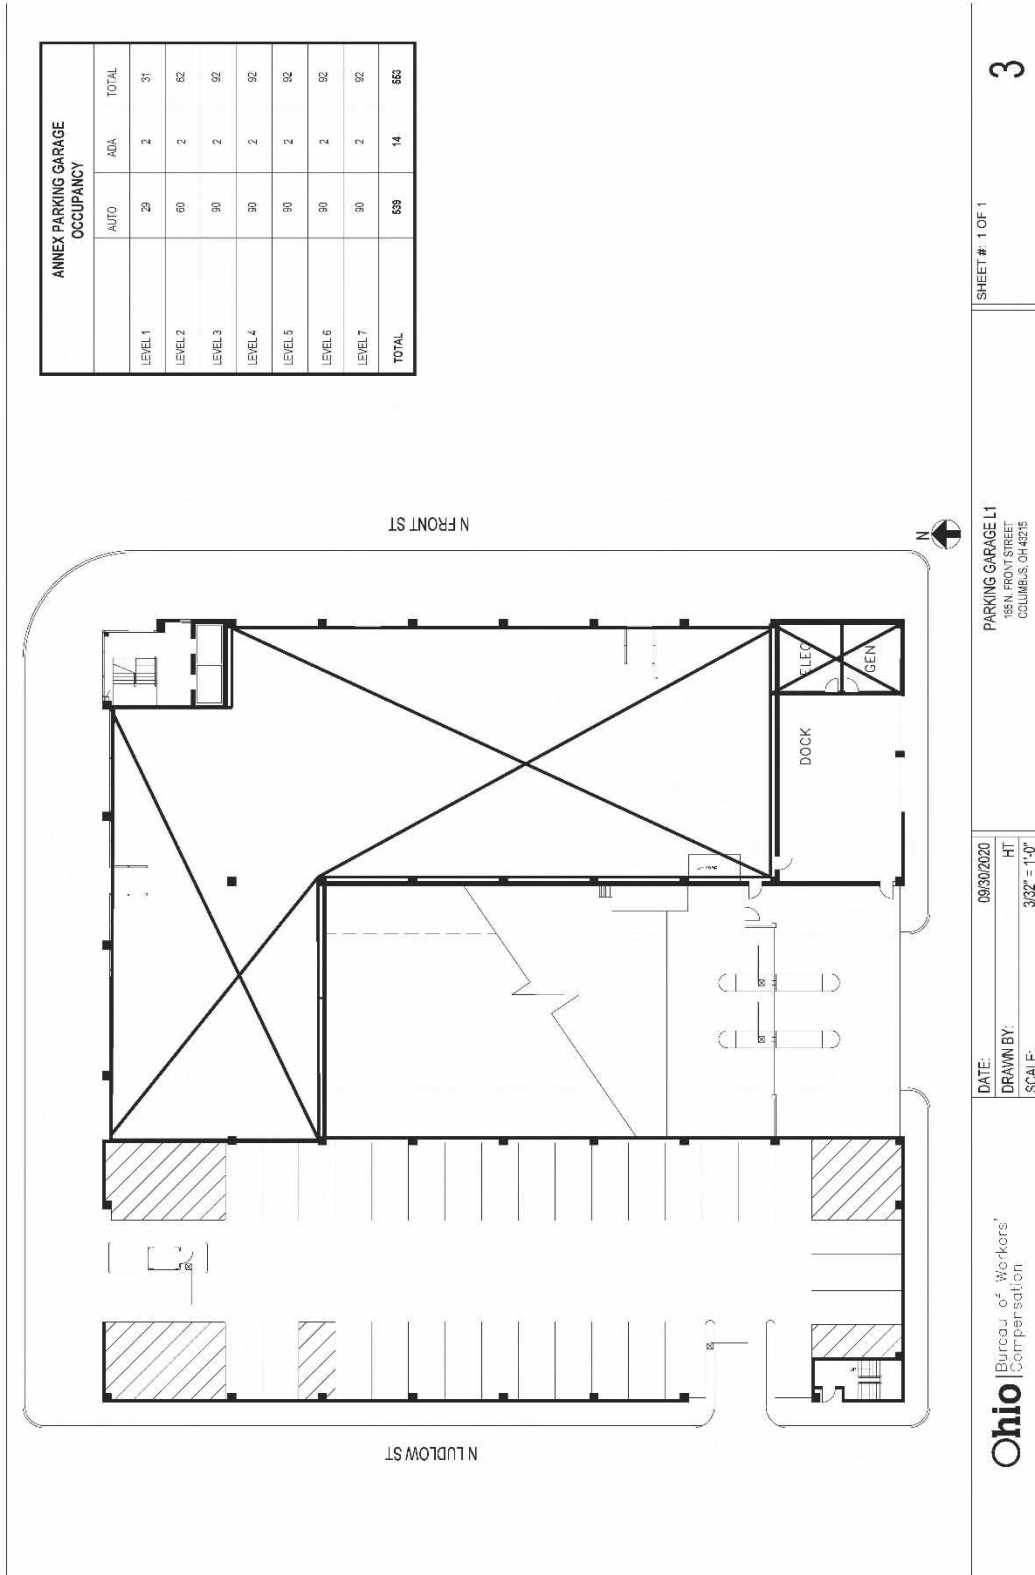 ANNEX PARKING GARAGE
OCCUPANCY
AUTO ADA TOTAL
LEVEL 1 29 2 31
LEVEL 2 60 2 62
LEVEL 3 90 2 92
LEVEL 4 90 2 92
LEVEL 5 90 2 92
LEVEL 6 90 2 92
LEVEL 7 90 2 92
TOTAL 539 14 553
N FRONT ST
N LUDLOW ST
ELEC
GEN
DOCK
N
Ohio
Bureau of Workers'
Compensation
DATE: 09/30/2020
DRAWN BY: HT
SCALE: 3/32" = 1'-0"
PARKING GARAGE L1
165 N. FRONT STREET
COLUMBUS, OH 43215
SHEET #: 1 OF 1
3